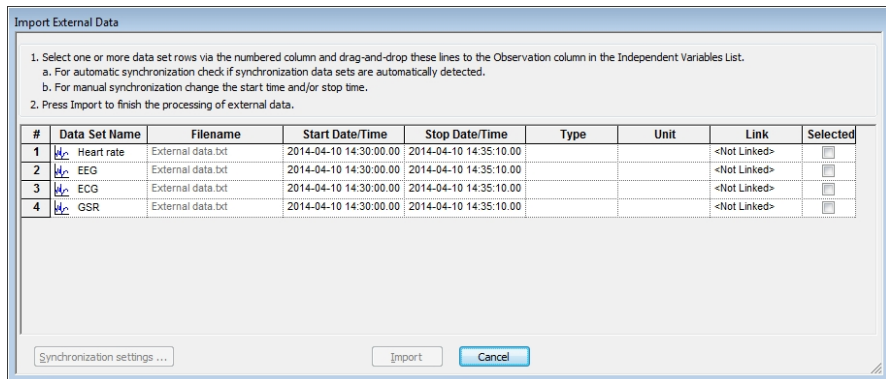 Import External Data
1. Select one or more data set rows via the numbered column and drag-and-drop these lines to the Observation column in the Independent Variables List.
a. For automatic synchronization check if synchronization data sets are automatically detected.
b. For manual synchronization change the start time and/or stop time.
2. Press Import to finish the processing of external data.
# Data Set Name Filename Start Date/Time Stop Date/Time Type Unit Link Selected
1 Heart rate External data.txt 2014-04-10 14:30:00.00 2014-04-10 14:35:10.00 <Not Linked>
2 EEG External data.txt 2014-04-10 14:30:00.00 2014-04-10 14:35:10.00 <Not Linked>
3 ECG External data.txt 2014-04-10 14:30:00.00 2014-04-10 14:35:10.00 <Not Linked>
4 GSR External data.txt 2014-04-10 14:30:00.00 2014-04-10 14:35:10.00 <Not Linked>
Synchronization settings ... Import Cancel